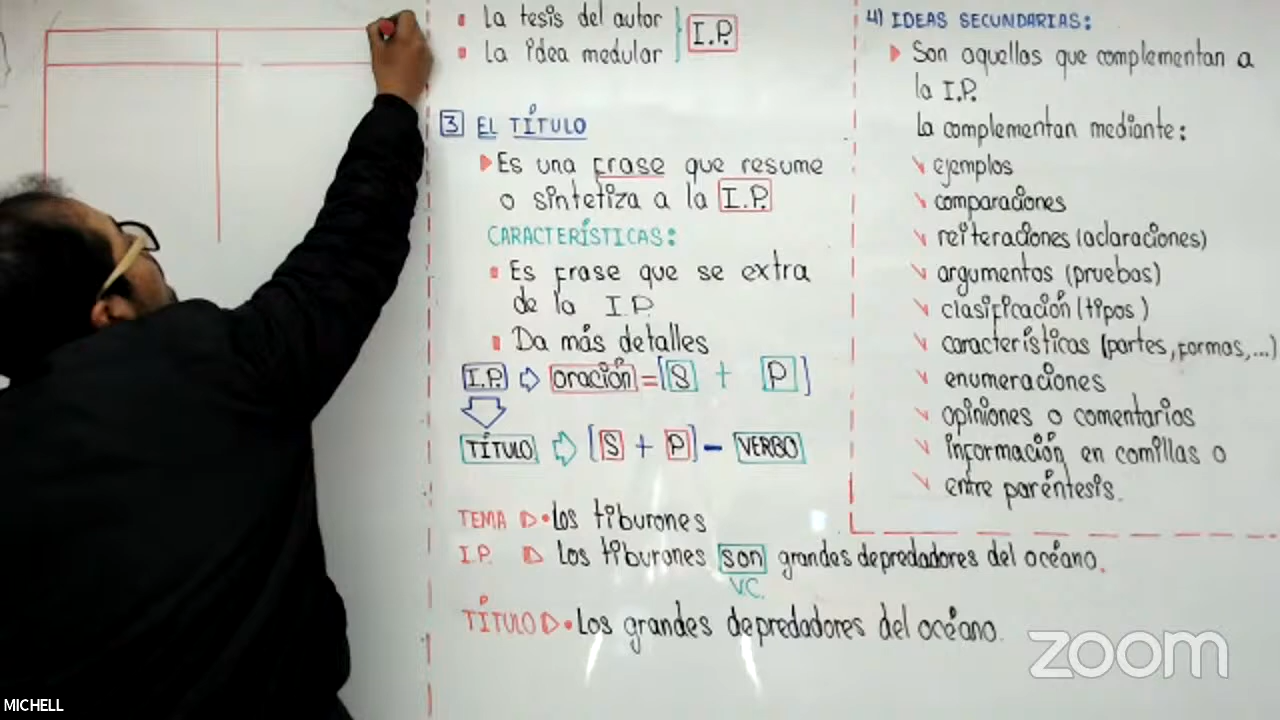 ▪ la tesis del autor
▪ la idea medular
I.P.
3 EL TÍTULO
▶ Es una frase que resume
o sintetiza a la I.P.
CARACTERÍSTICAS:
▪ Es frase que se extra
de la I.P.
▪ Da más detalles
I.P. ⇨ oración = [S + P]
TÍTULO ⇨ [S + P] - VERBO
TEMA ▷ • los tiburones
I.P. ▷ Los tiburones son grandes depredadores del océano.
V.C.
TÍTULO ▷ • Los grandes depredadores del océano.
4) IDEAS SECUNDARIAS:
▶ Son aquellas que complementan a
la I.P.
la complementan mediante:
ejemplos
comparaciones
reiteraciones (aclaraciones)
argumentos (pruebas)
clasificación (tipos)
características (partes, formas, ...)
enumeraciones
opiniones o comentarios
información en comillas o
entre paréntesis.
zoom
MICHELL